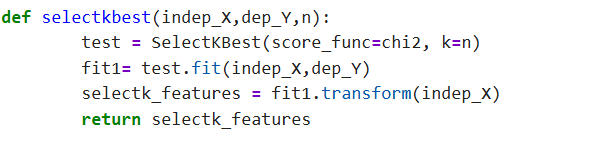 def selectkbest(indep_X,dep_Y,n):
        test = SelectKBest(score_func=chi2, k=n)
        fit1= test.fit(indep_X,dep_Y)
        selectk_features = fit1.transform(indep_X)
        return selectk_features